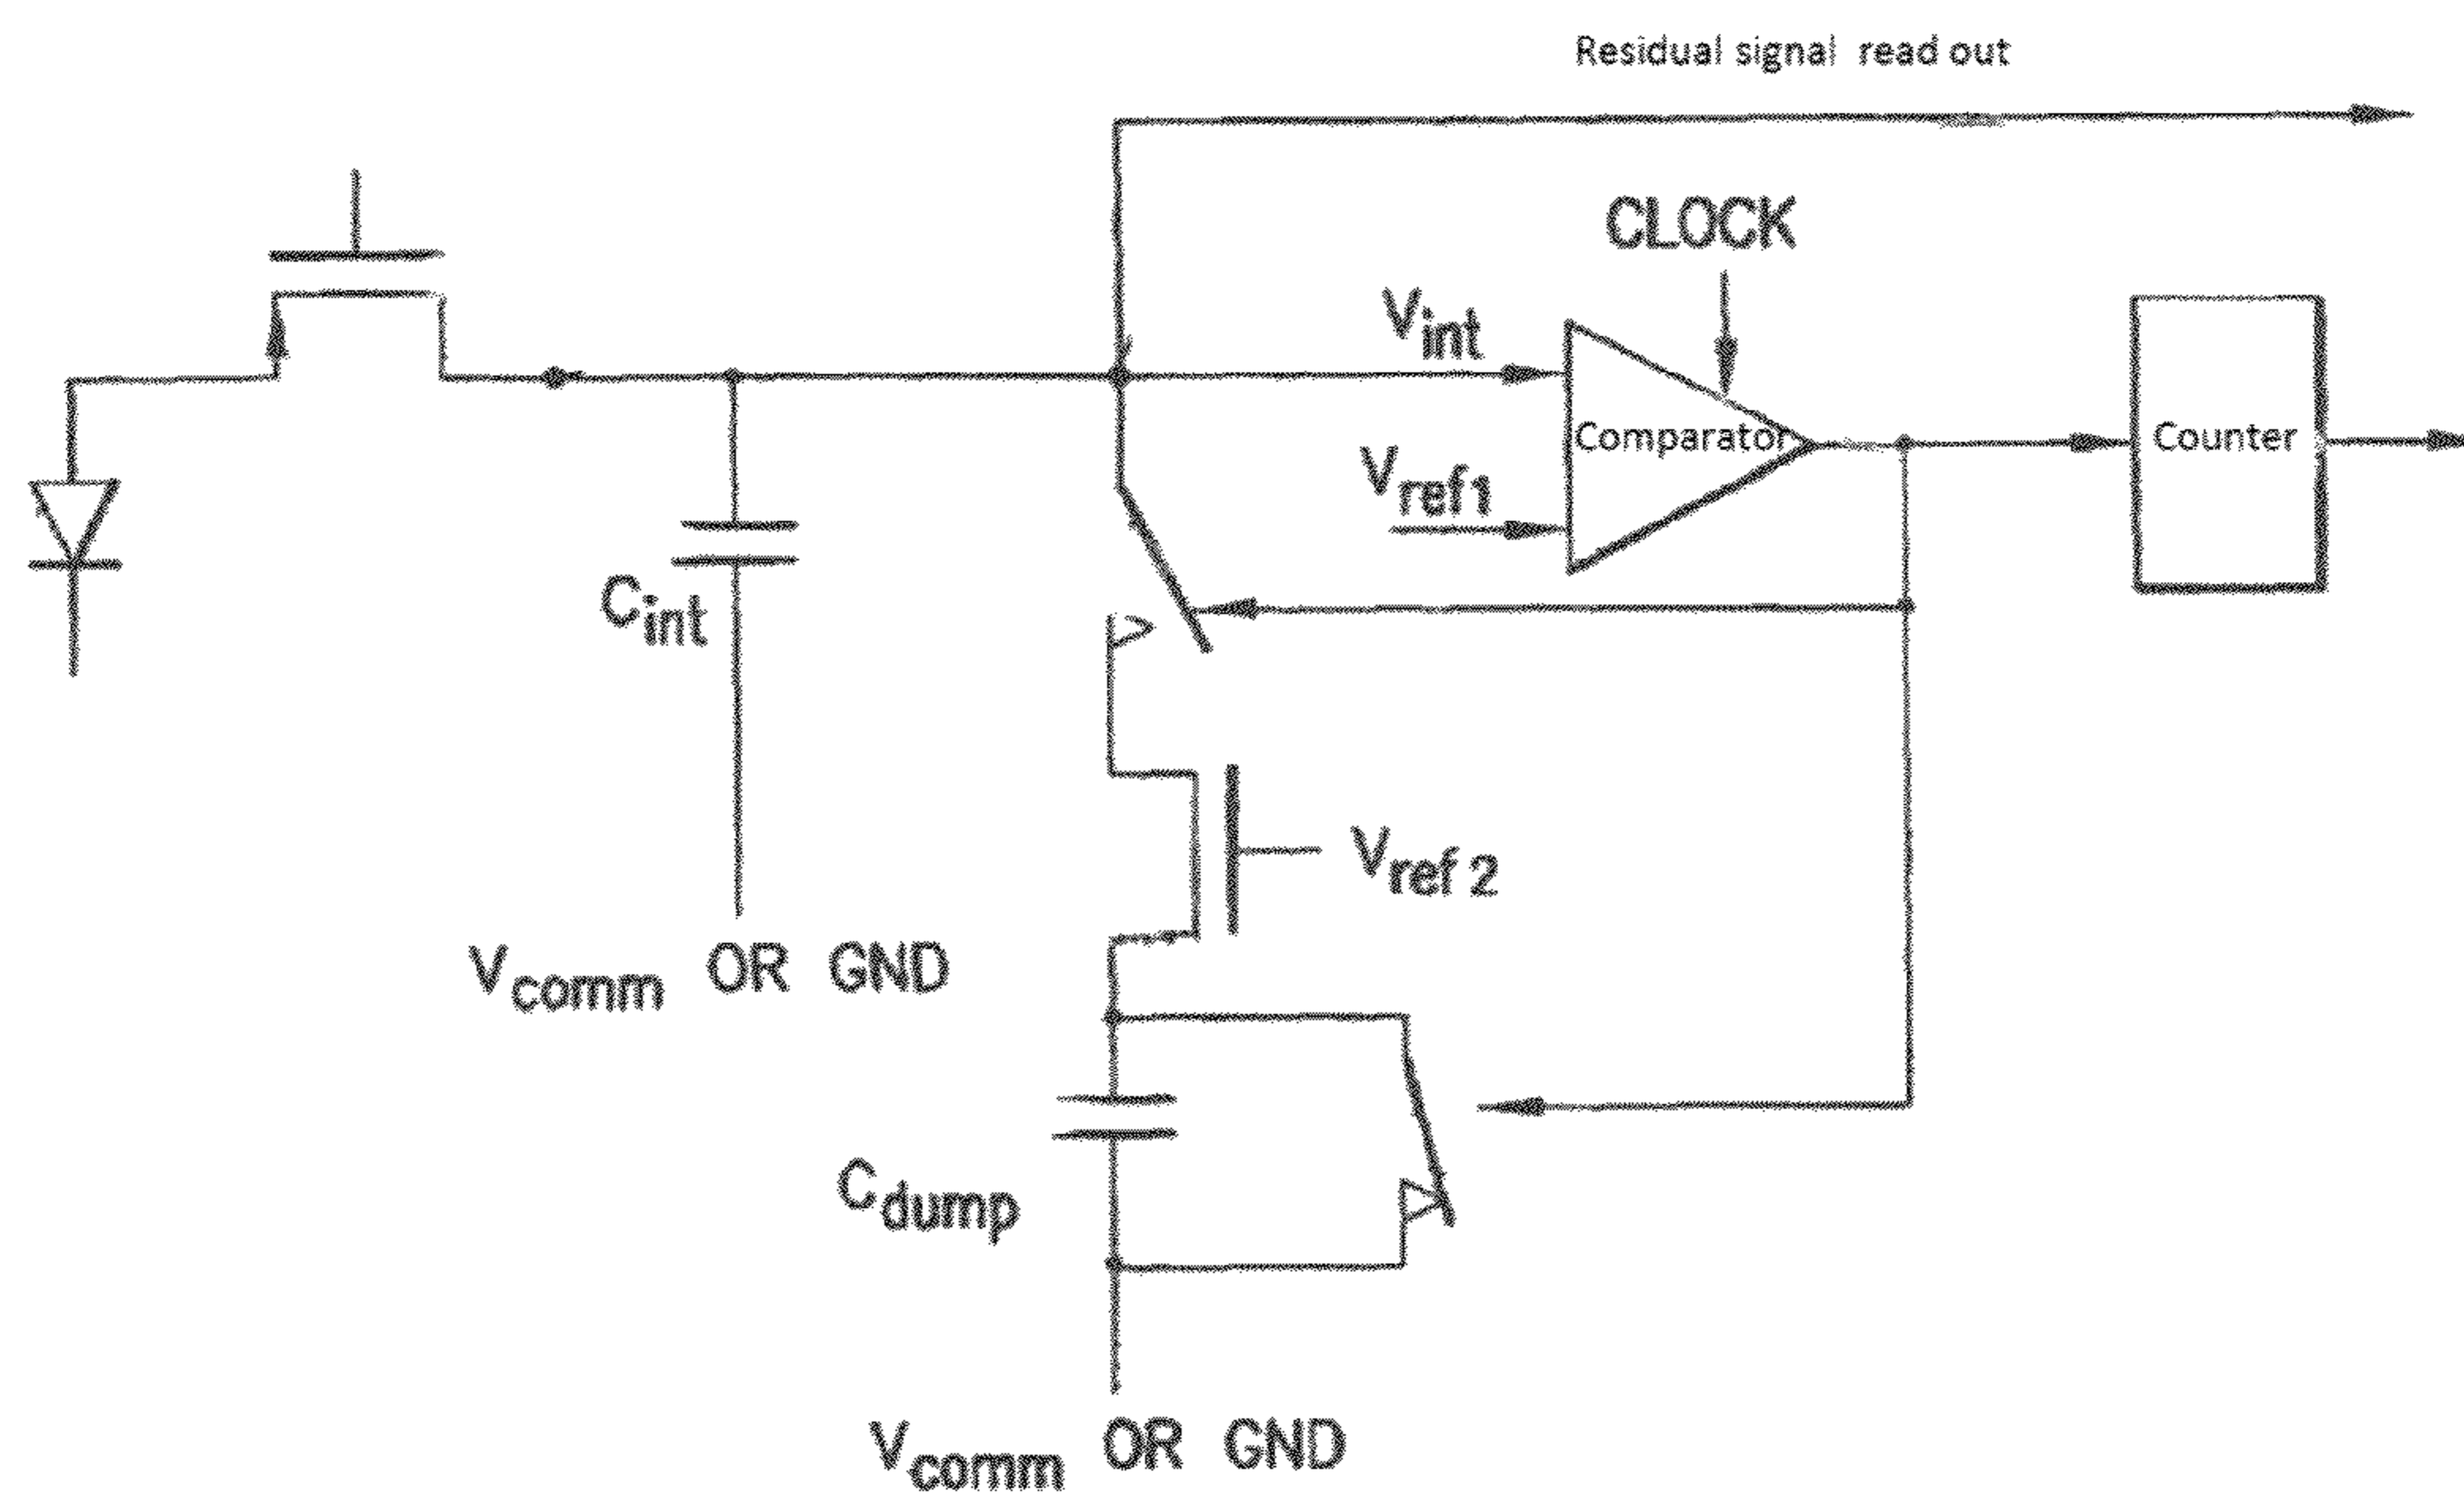 Residual signal read out
CLOCK
Vint
Comparator
Counter
Vref1
Cint
Vref 2
Vcomm OR GND
Cdump
Vcomm OR GND